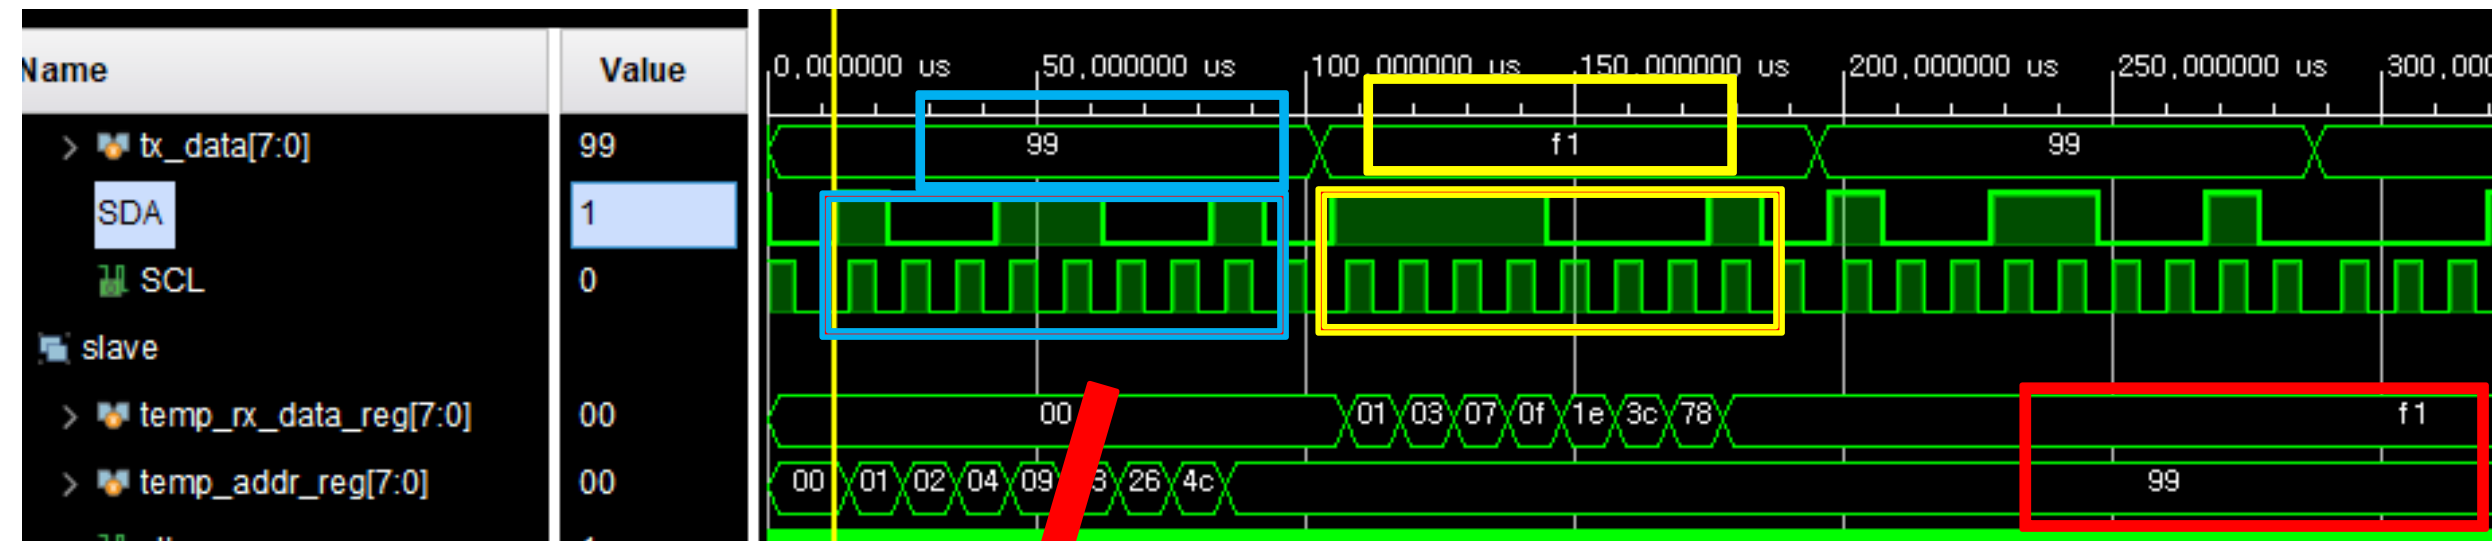 Name Value 0,000000 us 50,000000 us 100,000000 us 150,000000 us 200,000000 us 250,000000 us 300,000
tx_data[7:0] 99 99 f1 99
SDA 1
SCL 0
slave
temp_rx_data_reg[7:0] 00 00 01 03 07 0f 1e 3c 78 f1
temp_addr_reg[7:0] 00 00 01 02 04 09 26 4c 99